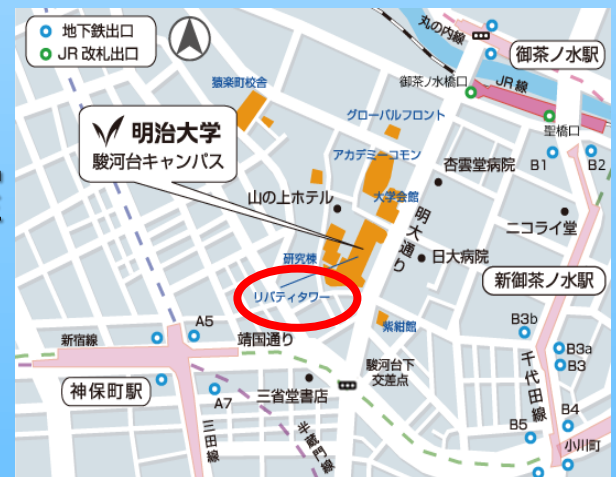 地下鉄出口
JR 改札出口
丸の内線
御茶ノ水駅
御茶ノ水橋口
JR 線
聖橋口
猿楽町校舎
グローバルフロント
明治大学
駿河台キャンパス
アカデミーコモン
杏雲堂病院
B1
B2
大学会館
山の上ホテル
明大通り
ニコライ堂
日大病院
研究棟
リバティタワー
新御茶ノ水駅
紫紺館
B3b
A5
新宿線
靖国通り
B3a
B3
駿河台下
交差点
千代田線
神保町駅
三省堂書店
A7
三田線
半蔵門線
B4
B5
小川町